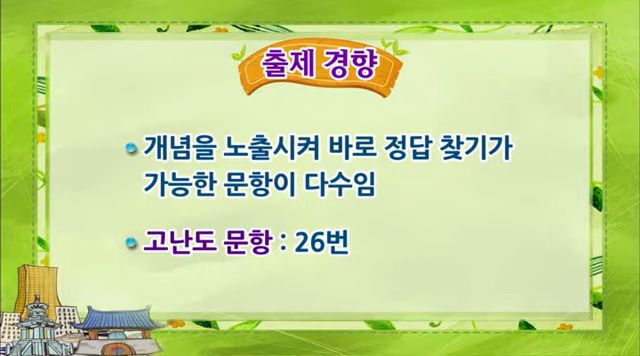 출제 경향
개념을 노출시켜 바로 정답 찾기가
가능한 문항이 다수임
고난도 문항 : 26번